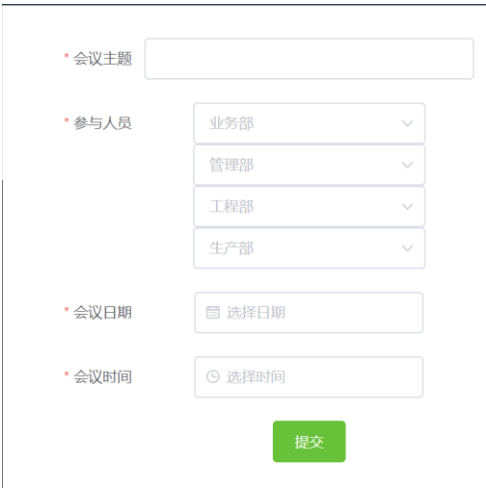 * 会议主题
* 参与人员
业务部
管理部
工程部
生产部
* 会议日期
选择日期
* 会议时间
选择时间
提交